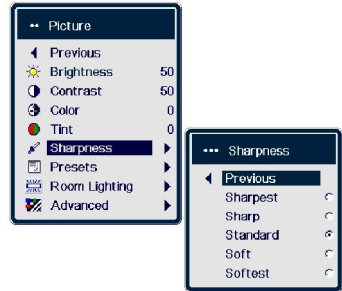 •• Picture
Previous
Brightness 50
Contrast 50
Color 0
Tint 0
Sharpness
Presets
Room Lighting
Advanced
••• Sharpness
Previous
Sharpest
Sharp
Standard
Soft
Softest